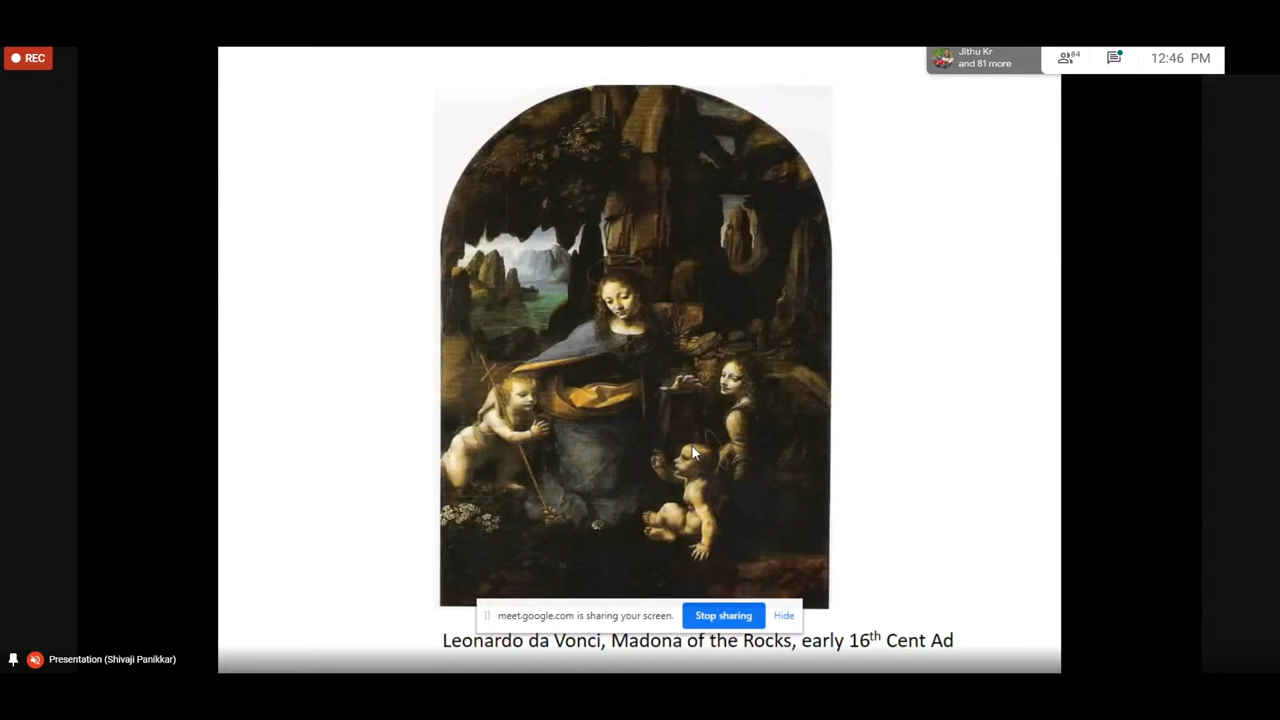 REC
Jithu Kr
and 81 more
84
12:46 PM
meet.google.com is sharing your screen.
Stop sharing
Hide
Leonardo da Vonci, Madona of the Rocks, early 16th Cent Ad
Presentation (Shivaji Panikkar)